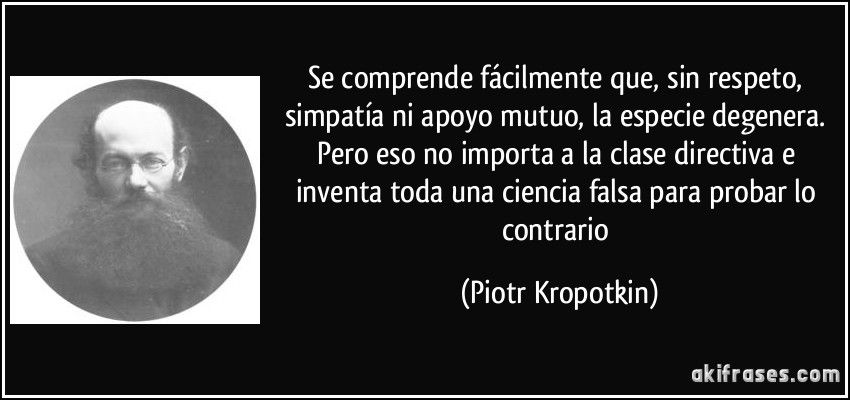 Se comprende fácilmente que, sin respeto,
simpatía ni apoyo mutuo, la especie degenera.
Pero eso no importa a la clase directiva e
inventa toda una ciencia falsa para probar lo
contrario
(Piotr Kropotkin)
akifrases.com